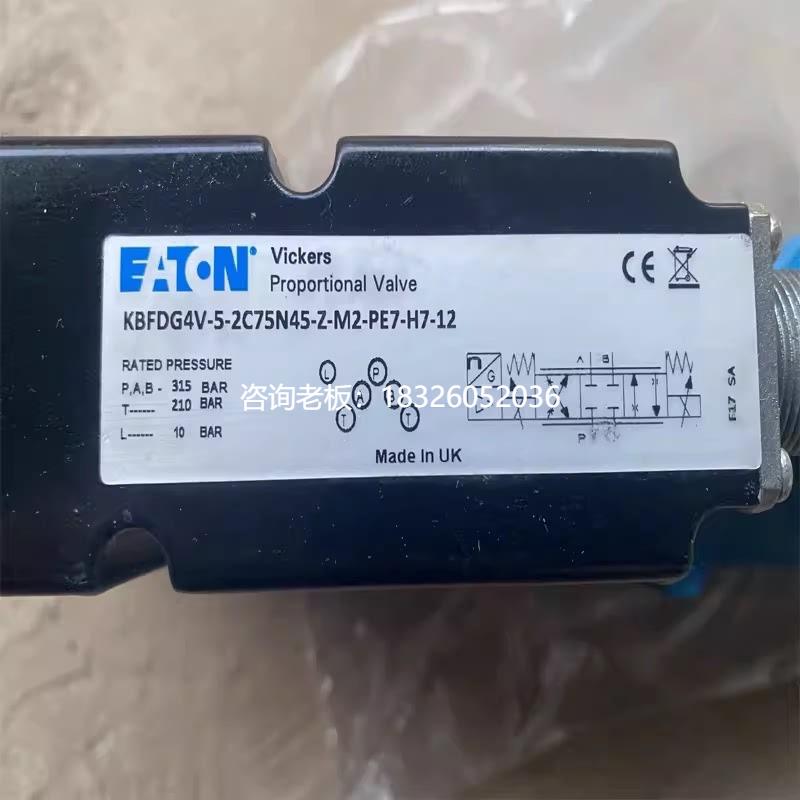 EATON Vickers
Proportional Valve
KBFDG4V-5-2C75N45-Z-M2-PE7-H7-12
RATED PRESSURE
P,A,B - 315 BAR
T------ 210 BAR
L------ 10 BAR
L P
A B
T T
咨询老板:18326052036
n
G
A B
P T
Made In UK
F17 SA
CE